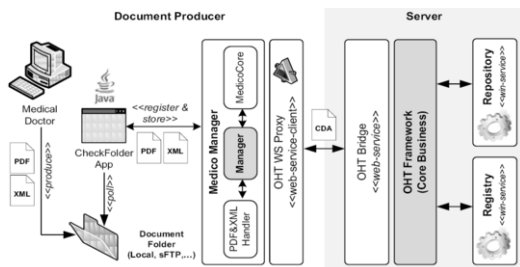 Document Producer
Server
Medical
Doctor
Java
CheckFolder
App
<<register &
store>>
PDF
XML
PDF
XML
<<produce>>
<<poll>>
Document
Folder
(Local, sFTP,...)
Medico Manager
MedicoCore
Manager
PDF&XML
Handler
OHT WS Proxy
<<web-service-client>>
CDA
OHT Bridge
<<web-service>>
OHT Framework
(Core Business)
Repository
<<win-service>>
Registry
<<win-service>>